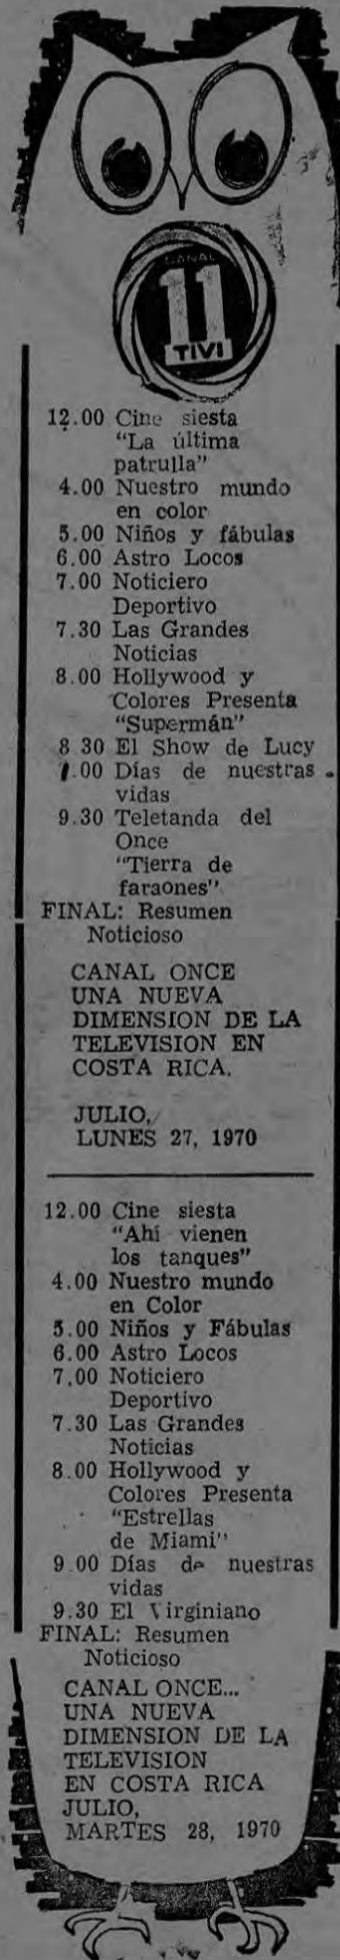 CANAL
11
TIVI
12.00 Cine siesta
"La última
patrulla"
4.00 Nuestro mundo
en color
5.00 Niños y fábulas
6.00 Astro Locos
7.00 Noticiero
Deportivo
7.30 Las Grandes
Noticias
8.00 Hollywood y
Colores Presenta
"Supermán"
8 30 El Show de Lucy
.00 Días de nuestras
vidas
9.30 Teletanda del
Once
"Tierra de
faraones"
FINAL: Resumen
Noticioso
CANAL ONCE
UNA NUEVA
DIMENSION DE LA
TELEVISION EN
COSTA RICA.
JULIO,
LUNES 27, 1970
12.00 Cine siesta
"Ahí vienen
los tanques"
4.00 Nuestro mundo
en Color
5.00 Niños y Fábulas
6.00 Astro Locos
7.00 Noticiero
Deportivo
7.30 Las Grandes
Noticias
8.00 Hollywood y
Colores Presenta
"Estrellas
de Miami"
9.00 Días de nuestras
vidas
9.30 El Virginiano
FINAL: Resumen
Noticioso
CANAL ONCE...
UNA NUEVA
DIMENSION DE LA
TELEVISION
EN COSTA RICA
JULIO,
MARTES 28, 1970